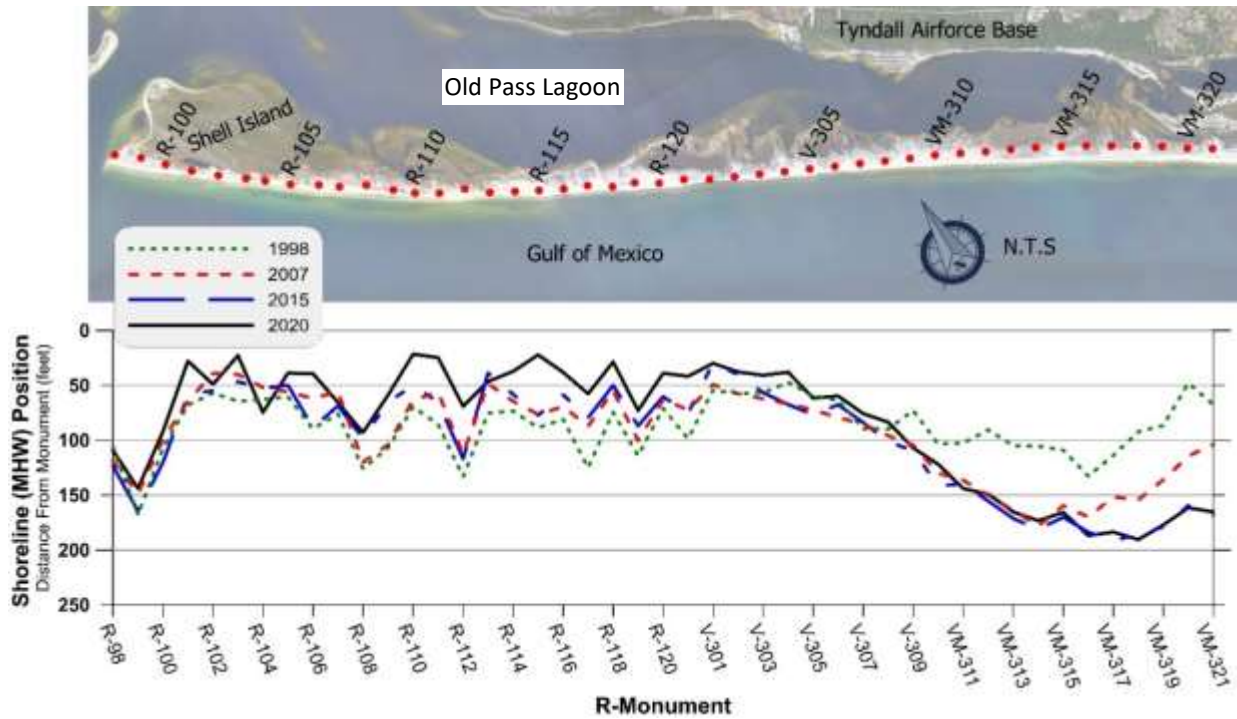 Tyndall Airforce Base
Old Pass Lagoon
R-100
Shell Island
R-105
R-110
R-115
R-120
V-305
VM-310
VM-315
VM-320
Gulf of Mexico
N.T.S
1998
2007
2015
2020
Shoreline (MHW) Position
Distance From Monument (feet)
0
50
100
150
200
250
R-98
R-100
R-102
R-104
R-106
R-108
R-110
R-112
R-114
R-116
R-118
R-120
V-301
V-303
V-305
V-307
V-309
VM-311
VM-313
VM-315
VM-317
VM-319
VM-321
R-Monument